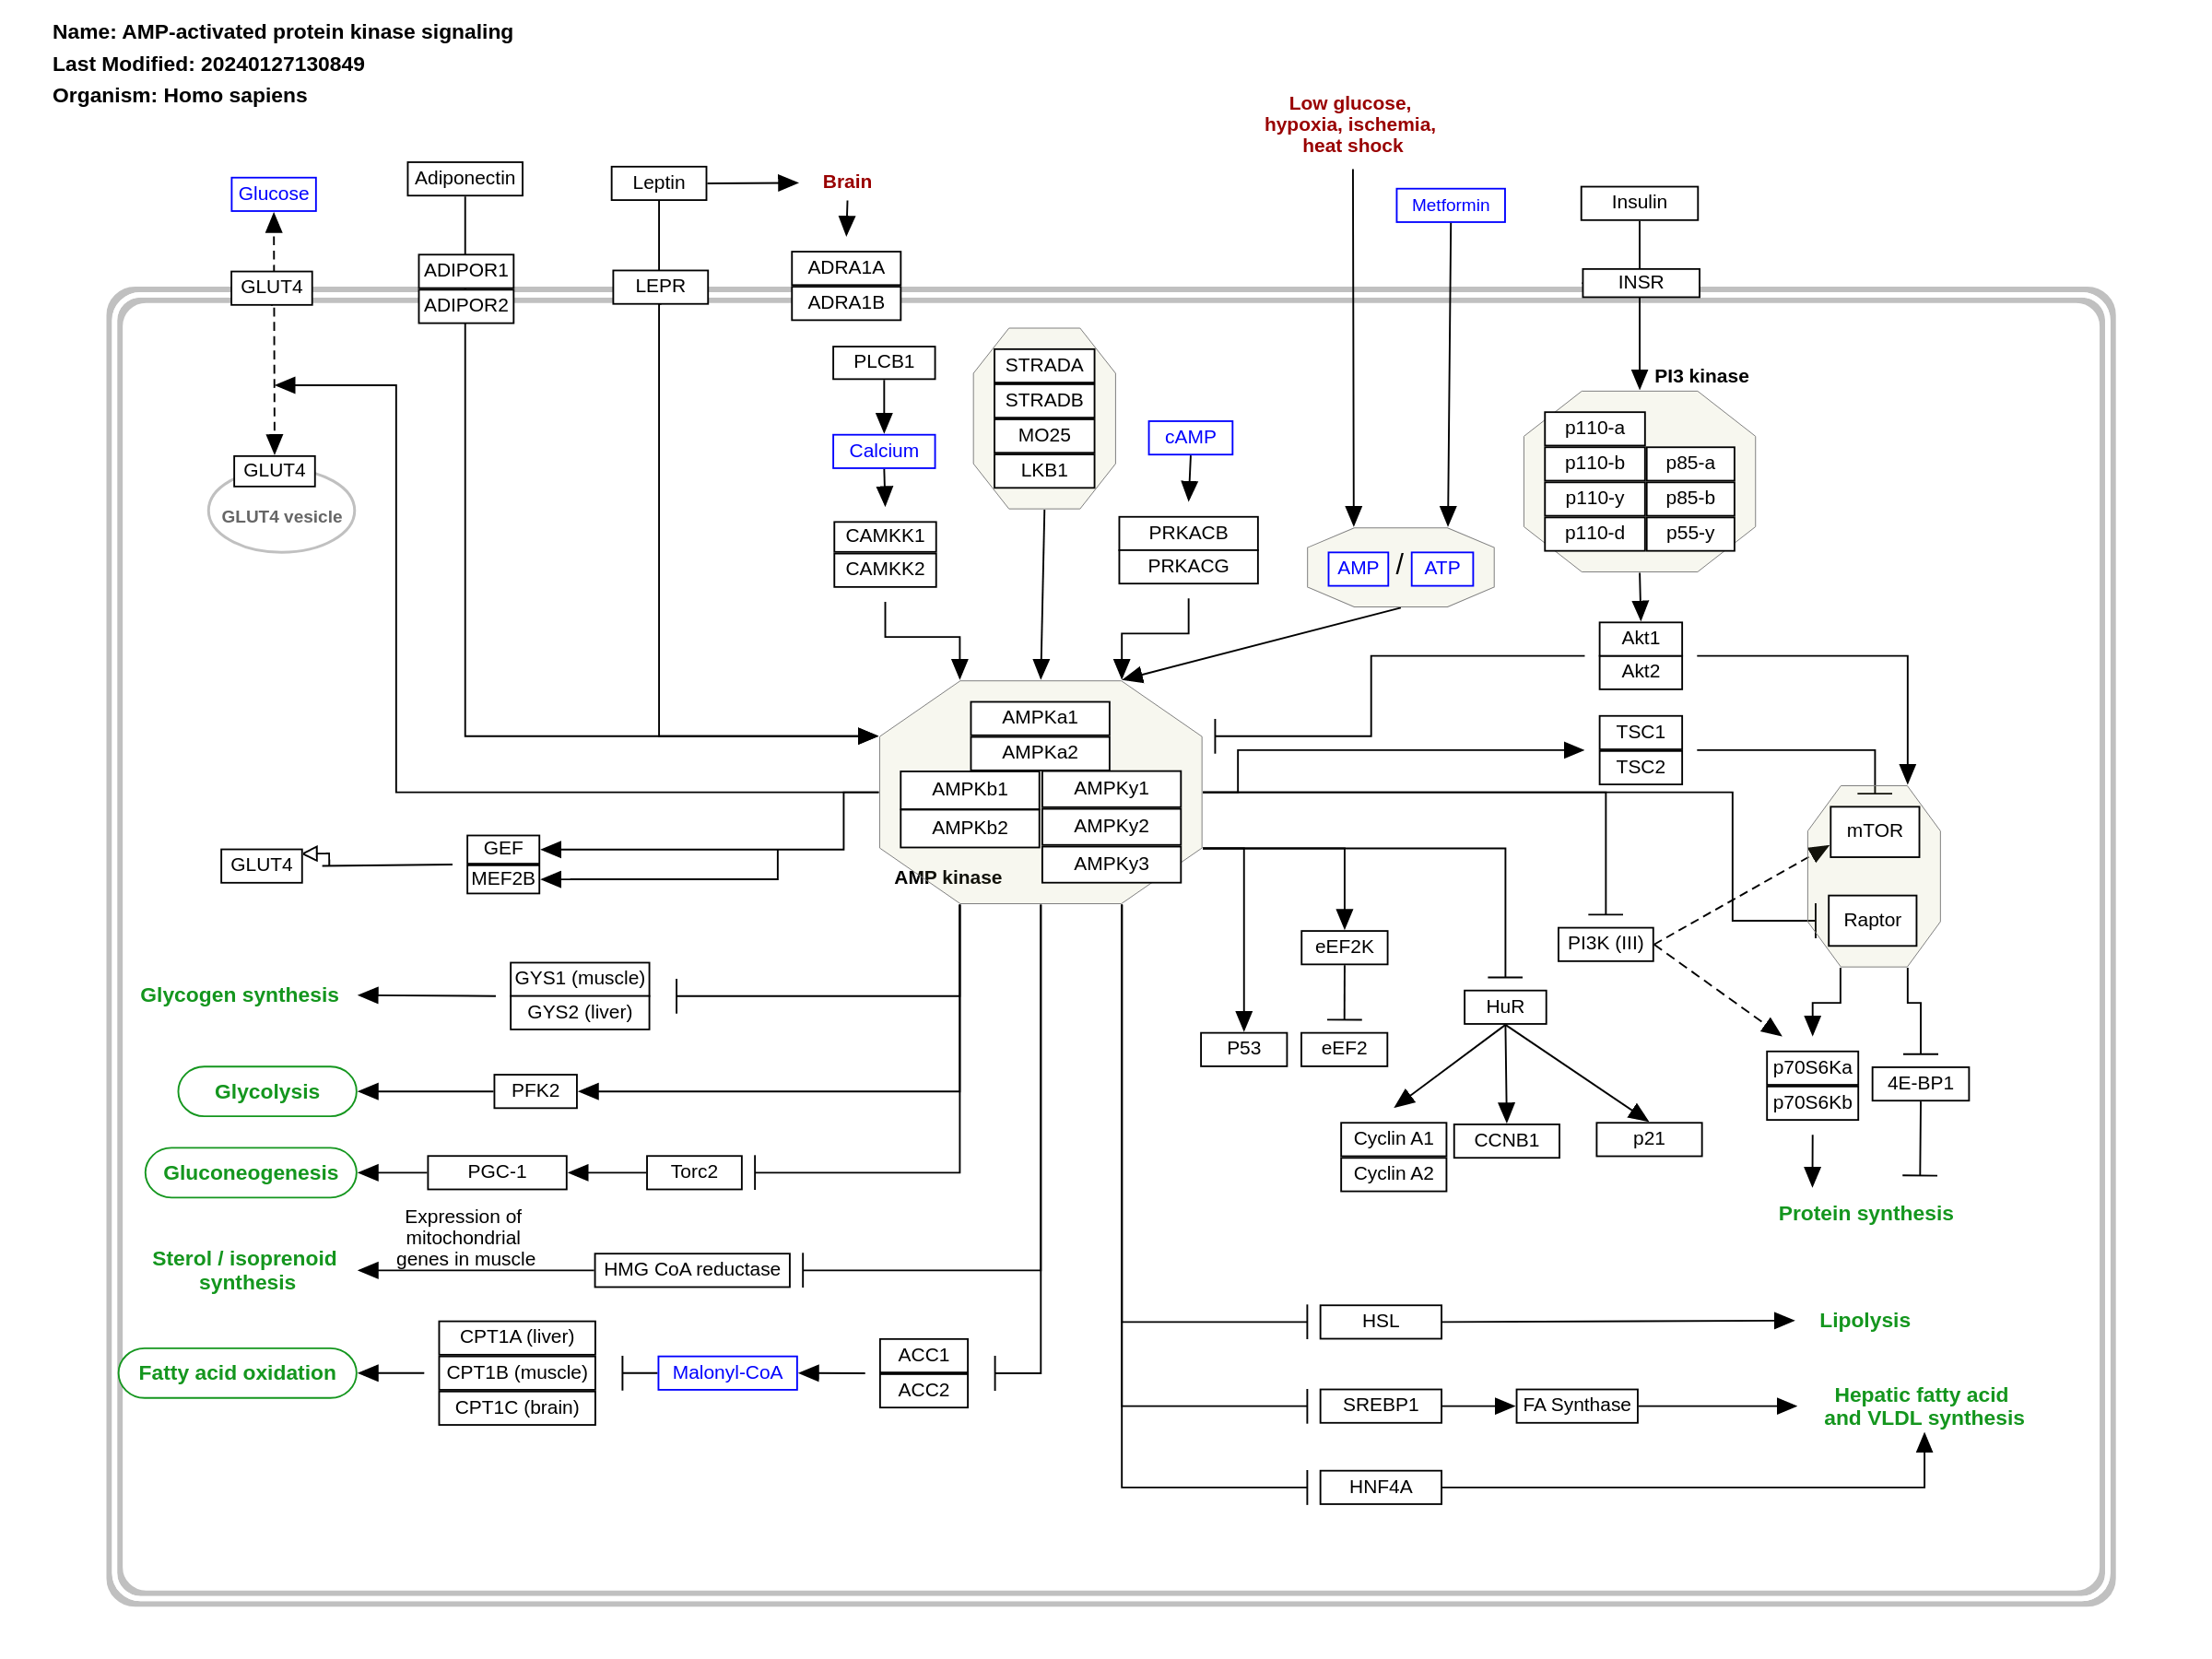 Name: AMP-activated protein kinase signaling
Last Modified: 20240127130849
Organism: Homo sapiens
Low glucose,
hypoxia, ischemia,
heat shock
Glucose
Adiponectin
Leptin
Brain
Metformin
Insulin
GLUT4
ADIPOR1
ADIPOR2
LEPR
ADRA1A
ADRA1B
INSR
PLCB1
Calcium
CAMKK1
CAMKK2
STRADA
STRADB
MO25
LKB1
cAMP
PRKACB
PRKACG
AMP / ATP
PI3 kinase
p110-a
p110-b p85-a
p110-y p85-b
p110-d p55-y
GLUT4
GLUT4 vesicle
Akt1
Akt2
TSC1
TSC2
AMPKa1
AMPKa2
AMPKb1 AMPKy1
AMPKb2 AMPKy2
AMPKy3
AMP kinase
mTOR
Raptor
GLUT4
GEF
MEF2B
eEF2K
PI3K (III)
Glycogen synthesis
GYS1 (muscle)
GYS2 (liver)
HuR
P53
eEF2
Glycolysis
PFK2
p70S6Ka
p70S6Kb
4E-BP1
Cyclin A1
Cyclin A2
CCNB1
p21
Gluconeogenesis
PGC-1
Torc2
Protein synthesis
Expression of
mitochondrial
genes in muscle
Sterol / isoprenoid
synthesis
HMG CoA reductase
HSL
Lipolysis
Fatty acid oxidation
CPT1A (liver)
CPT1B (muscle)
CPT1C (brain)
Malonyl-CoA
ACC1
ACC2
SREBP1
FA Synthase
Hepatic fatty acid
and VLDL synthesis
HNF4A